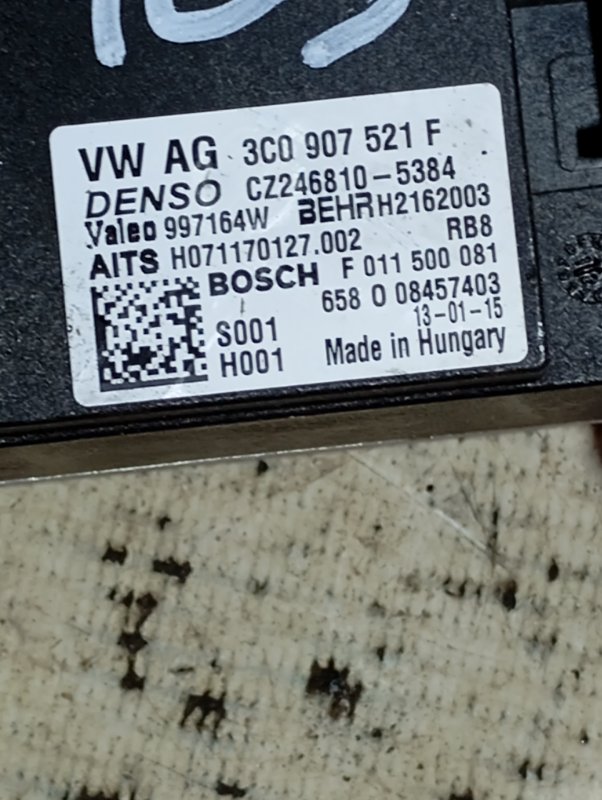 VW AG 3C0 907 521 F
DENSO CZ246810-5384
Valeo 997164W BEHR H2162003
AITS H071170127.002 RB8
BOSCH F 011 500 081
658 O 08457403
S001 13-01-15
H001 Made in Hungary